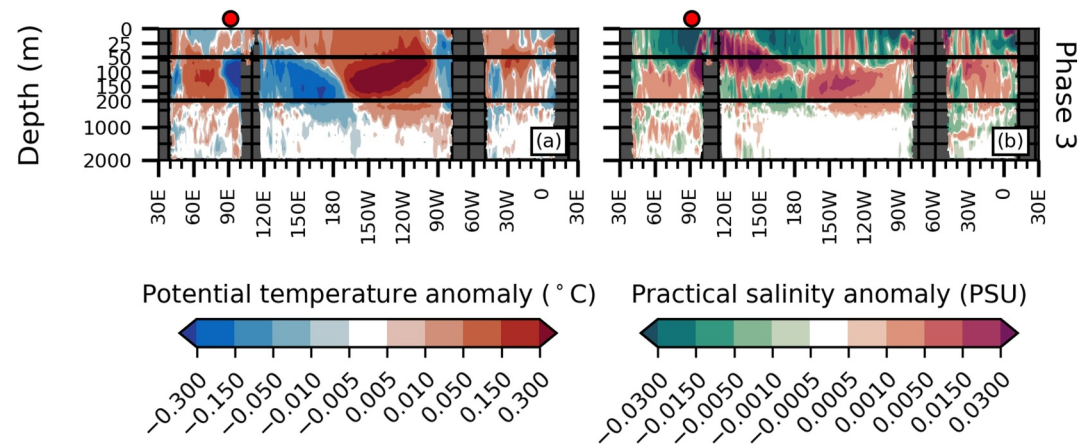 Depth (m)
0
25
50
100
150
200
1000
2000
(a)
(b)
Phase 3
30E 60E 90E 120E 150E 180 150W 120W 90W 60W 30W 0 30E
30E 60E 90E 120E 150E 180 150W 120W 90W 60W 30W 0 30E
Potential temperature anomaly (°C)
−0.300 −0.150 −0.050 −0.010 −0.005 0.005 0.010 0.050 0.150 0.300
Practical salinity anomaly (PSU)
−0.0300 −0.0150 −0.0050 −0.0010 −0.0005 0.0005 0.0010 0.0050 0.0150 0.0300